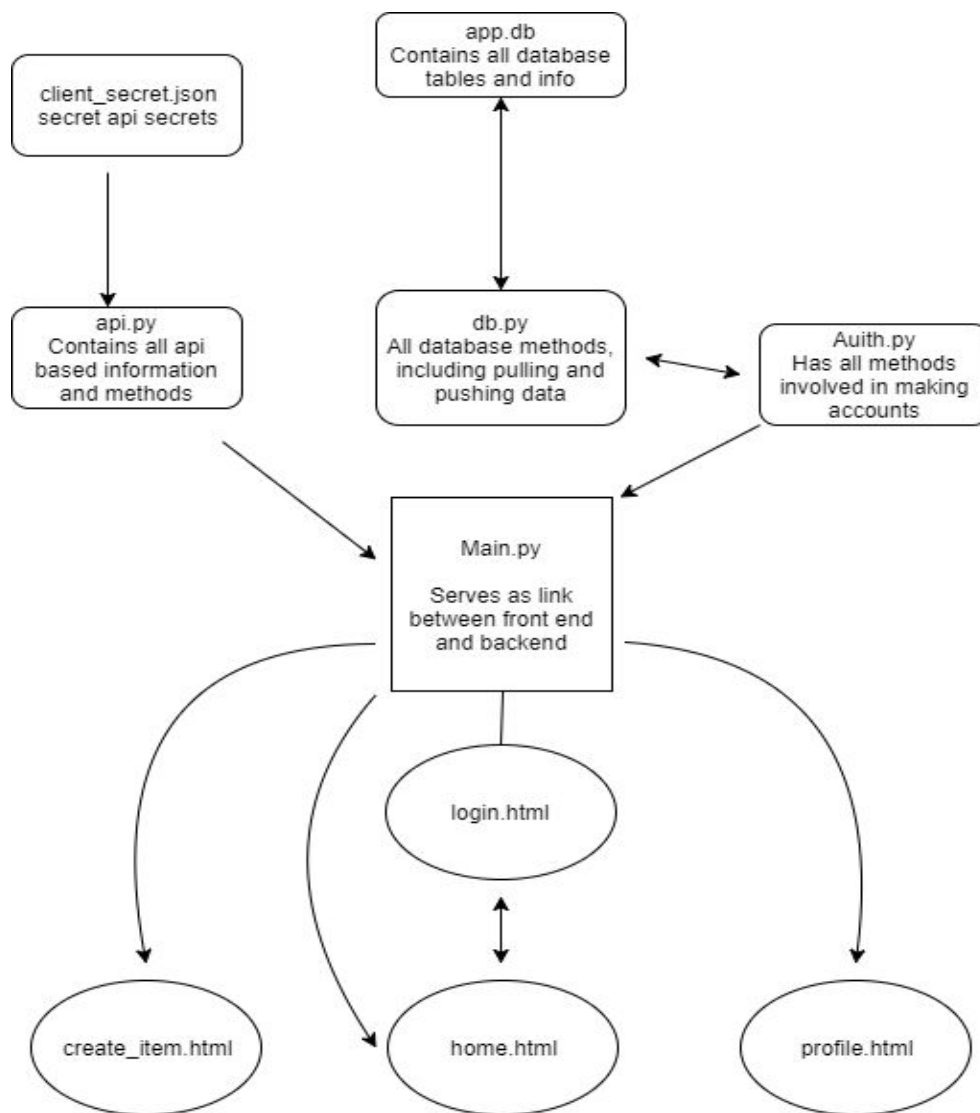 app.db
Contains all database
tables and info
client_secret.json
secret api secrets
api.py
Contains all api
based information
and methods
db.py
All database methods,
including pulling and
pushing data
Auith.py
Has all methods
involved in making
accounts
Main.py
Serves as link
between front end
and backend
login.html
create_item.html
home.html
profile.html